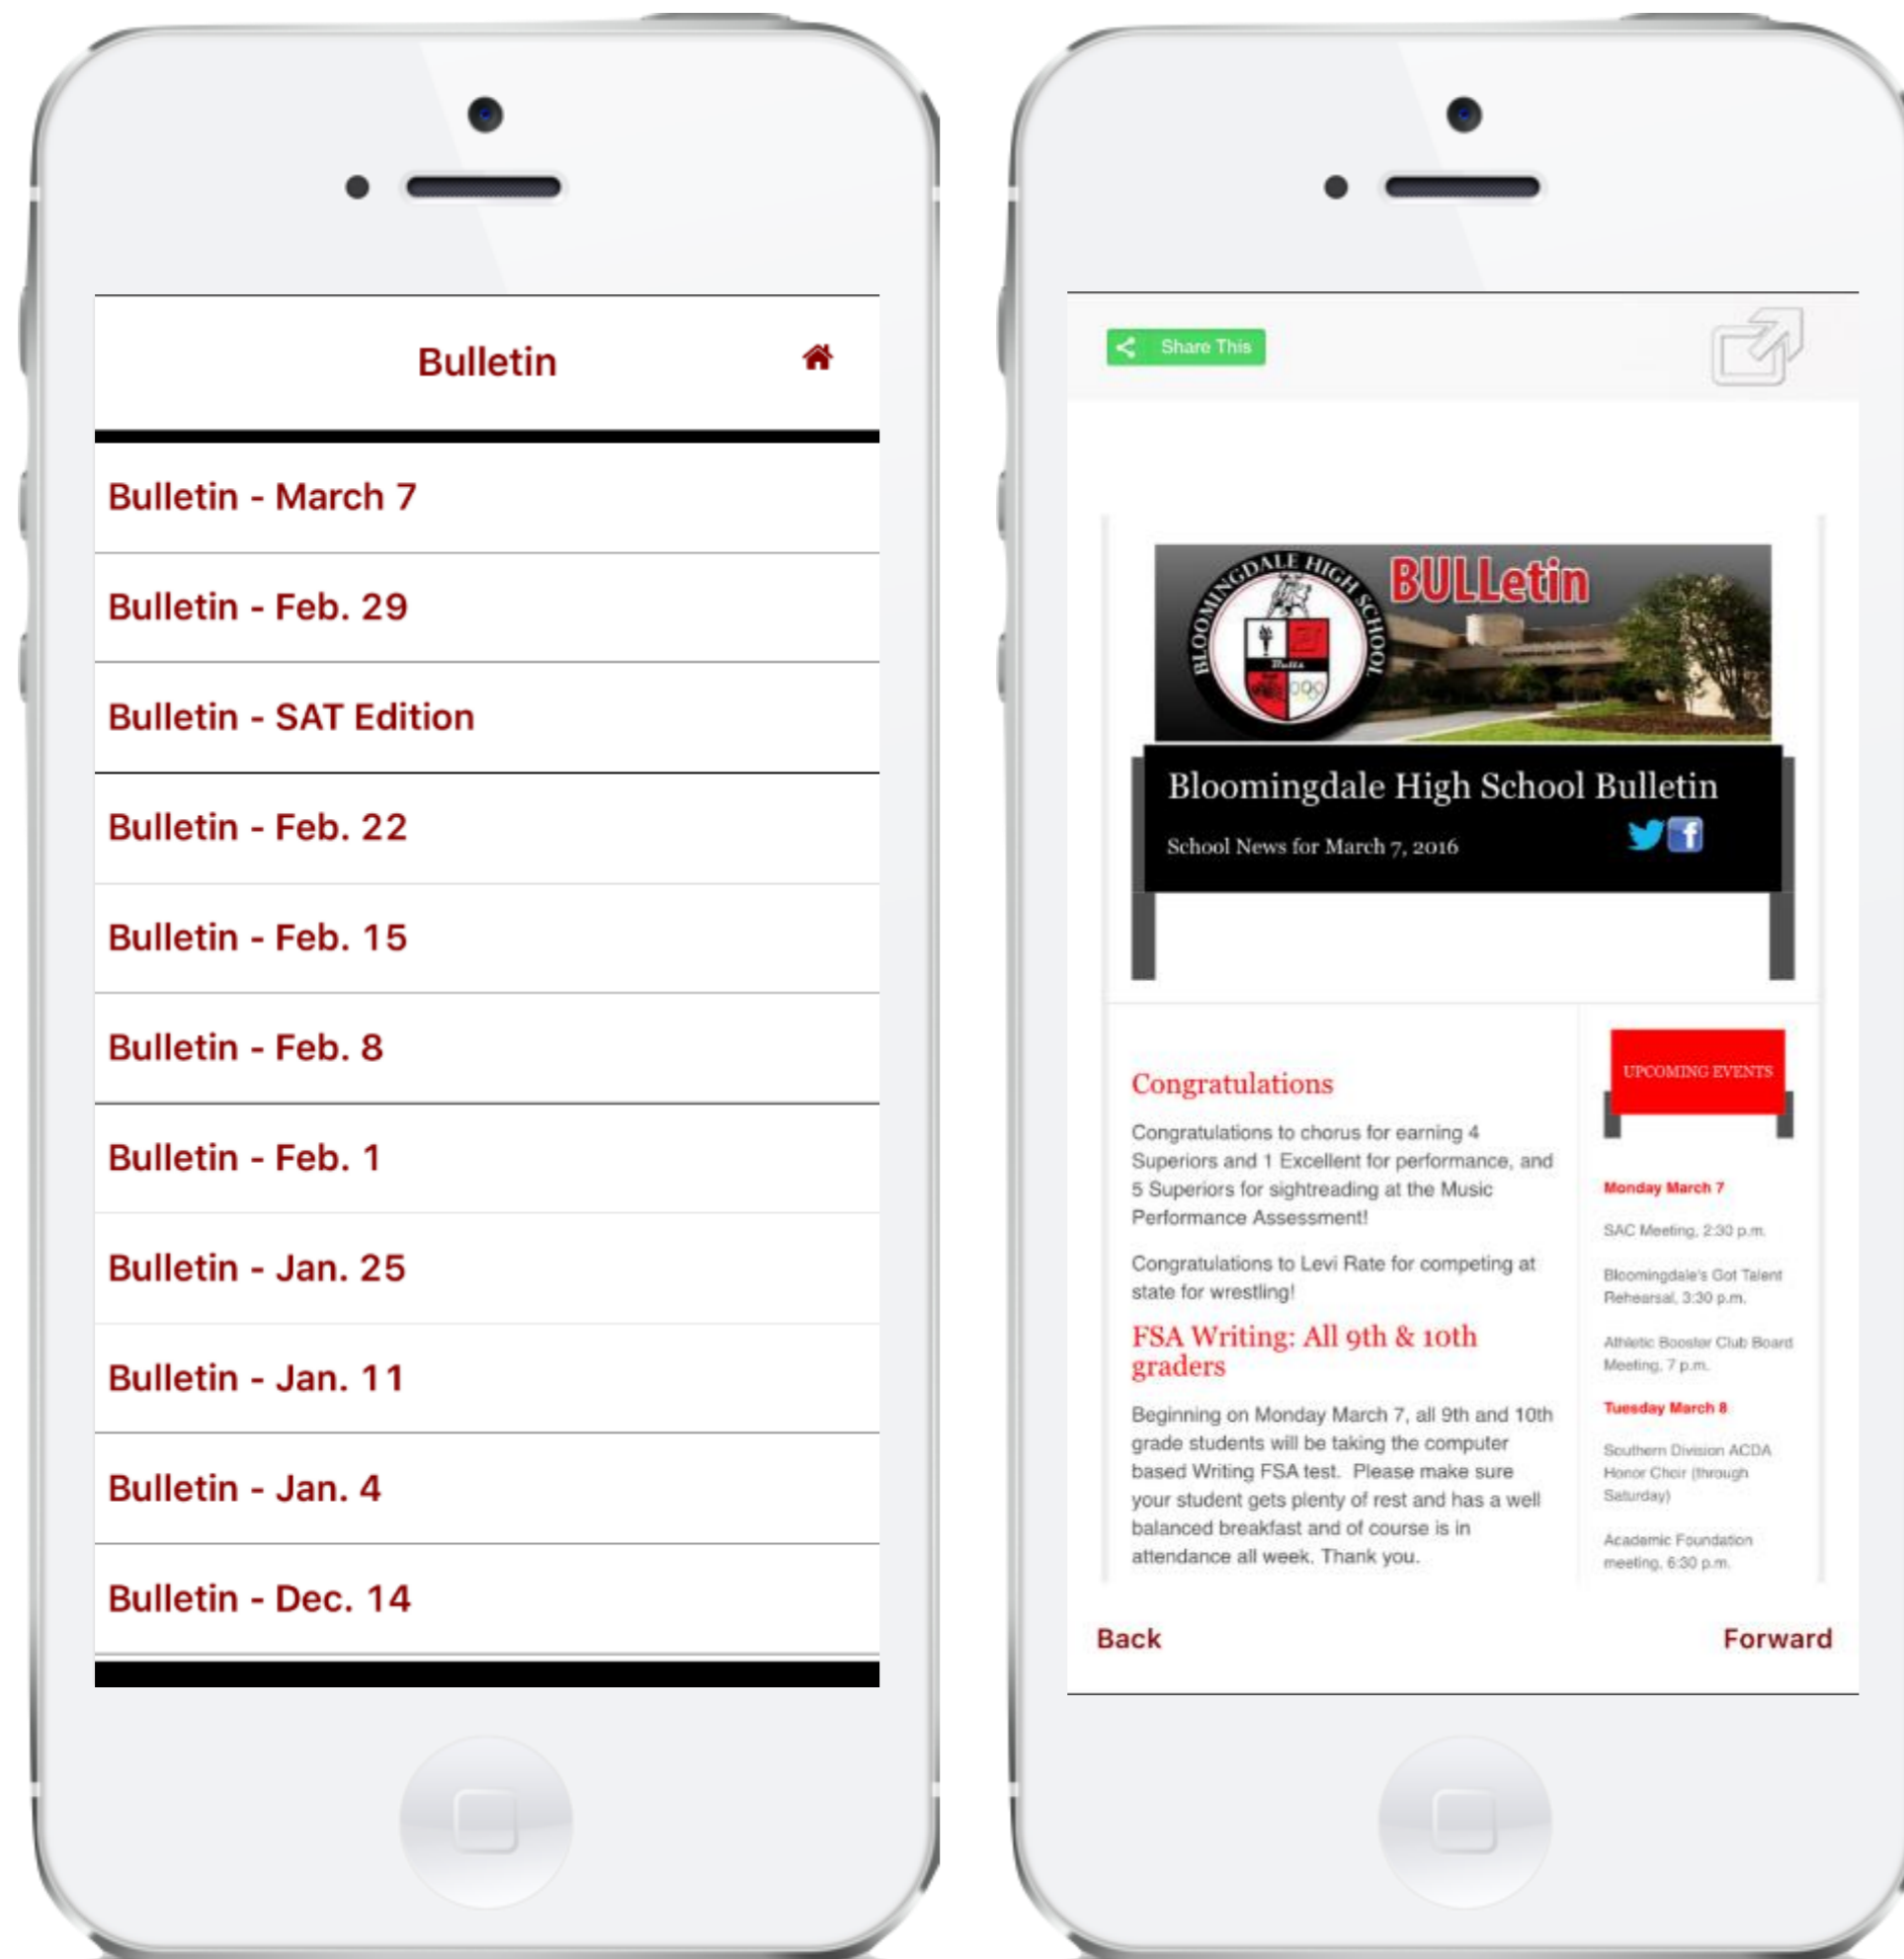 Bulletin
Bulletin - March 7
Bulletin - Feb. 29
Bulletin - SAT Edition
Bulletin - Feb. 22
Bulletin - Feb. 15
Bulletin - Feb. 8
Bulletin - Feb. 1
Bulletin - Jan. 25
Bulletin - Jan. 11
Bulletin - Jan. 4
Bulletin - Dec. 14
Share This
BLOOMINGDALE HIGH SCHOOL
Bulls
BULLetin
Bloomingdale High School Bulletin
School News for March 7, 2016
Congratulations
Congratulations to chorus for earning 4
Superiors and 1 Excellent for performance, and
5 Superiors for sightreading at the Music
Performance Assessment!
Congratulations to Levi Rate for competing at
state for wrestling!
FSA Writing: All 9th & 10th
graders
Beginning on Monday March 7, all 9th and 10th
grade students will be taking the computer
based Writing FSA test. Please make sure
your student gets plenty of rest and has a well
balanced breakfast and of course is in
attendance all week. Thank you.
UPCOMING EVENTS
Monday March 7
SAC Meeting, 2:30 p.m.
Bloomingdale's Got Talent
Rehearsal, 3:30 p.m.
Athletic Booster Club Board
Meeting, 7 p.m.
Tuesday March 8
Southern Division ACDA
Honor Choir (through
Saturday)
Academic Foundation
meeting, 6:30 p.m.
Back
Forward